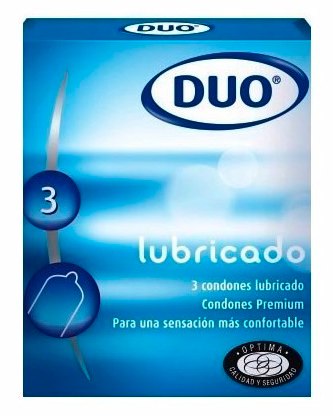 DUO®
DUO®
3
lubricado
3 condones lubricado
Condones Premium
Para una sensación más confortable
• OPTIMA •
CALIDAD Y SEGURIDAD